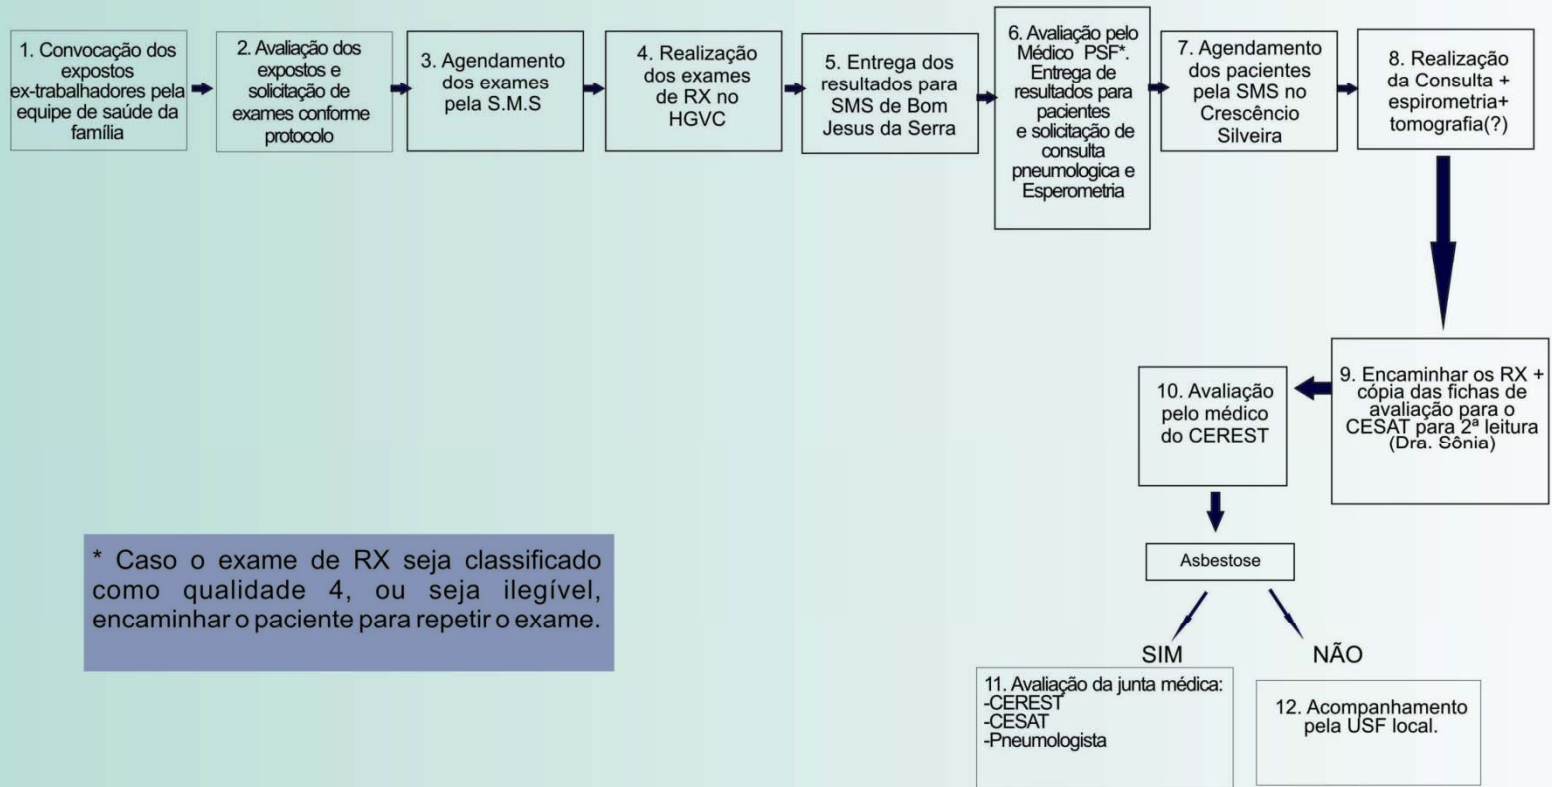 1. Convocação dos
expostos
ex-trabalhadores pela
equipe de saúde da
família
2. Avaliação dos
expostos e
solicitação de
exames conforme
protocolo
3. Agendamento
dos exames
pela S.M.S
4. Realização
dos exames
de RX no
HGVC
5. Entrega dos
resultados para
SMS de Bom
Jesus da Serra
6. Avaliação pelo
Médico PSF*.
Entrega de
resultados para
pacientes
e solicitação de
consulta
pneumologica e
Esperometria
7. Agendamento
dos pacientes
pela SMS no
Crescêncio
Silveira
8. Realização
da Consulta +
espirometria+
tomografia(?)
9. Encaminhar os RX +
cópia das fichas de
avaliação para o
CESAT para 2ª leitura
(Dra. Sônia)
10. Avaliação
pelo médico
do CEREST
Asbestose
SIM
NÃO
11. Avaliação da junta médica:
-CEREST
-CESAT
-Pneumologista
12. Acompanhamento
pela USF local.
* Caso o exame de RX seja classificado
como qualidade 4, ou seja ilegível,
encaminhar o paciente para repetir o exame.